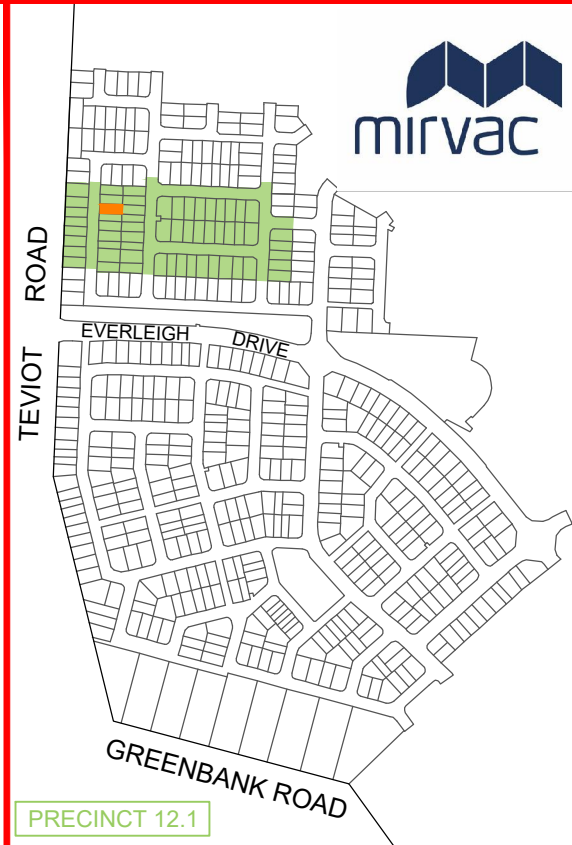 mirvac
TEVIOT ROAD
EVERLEIGH DRIVE
GREENBANK ROAD
PRECINCT 12.1